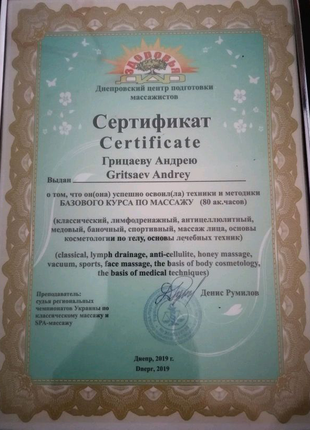 ЗДОРОВЬЯ
Днепровский центр подготовки
массажистов
Сертификат
Certificate
Грицаеву Андрею
Gritsaev Andrey
Выдан
о том, что он(она) успешно освоил(ла) техники и методики
БАЗОВОГО КУРСА ПО МАССАЖУ (80 ак.часов)
(классический, лимфодренажный, антицеллюлитный,
медовый, баночный, спортивный, массаж лица, основы
косметологии по телу, основы лечебных техник)
(classical, lymph drainage, anti-cellulite, honey massage,
vacuum, sports, face massage, the basis of body cosmetology,
the basis of medical techniques)
Преподаватель:
судья региональных
чемпионатов Украины по
классическому массажу и
SPA-массажу
Денис Румилов
Днепр, 2019 г.
Dnepr, 2019